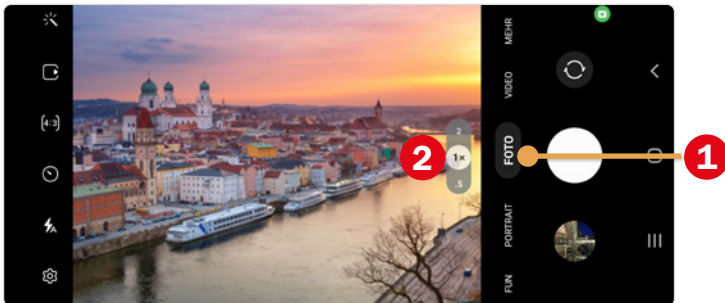 MEHR
VIDEO
FOTO
PORTRAIT
FUN
[4:3]
2
1×
.5
2
1